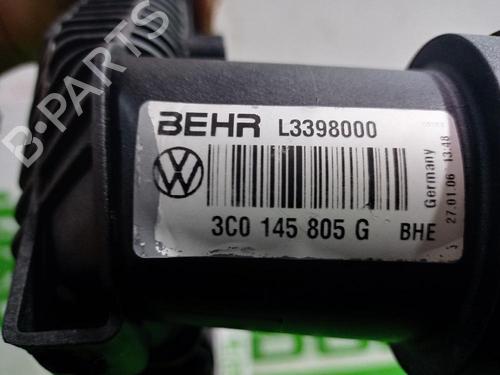 B-PARTS
BEHR L3398000
3C0 145 805 G BHE
Germany
27.01.06 13:48